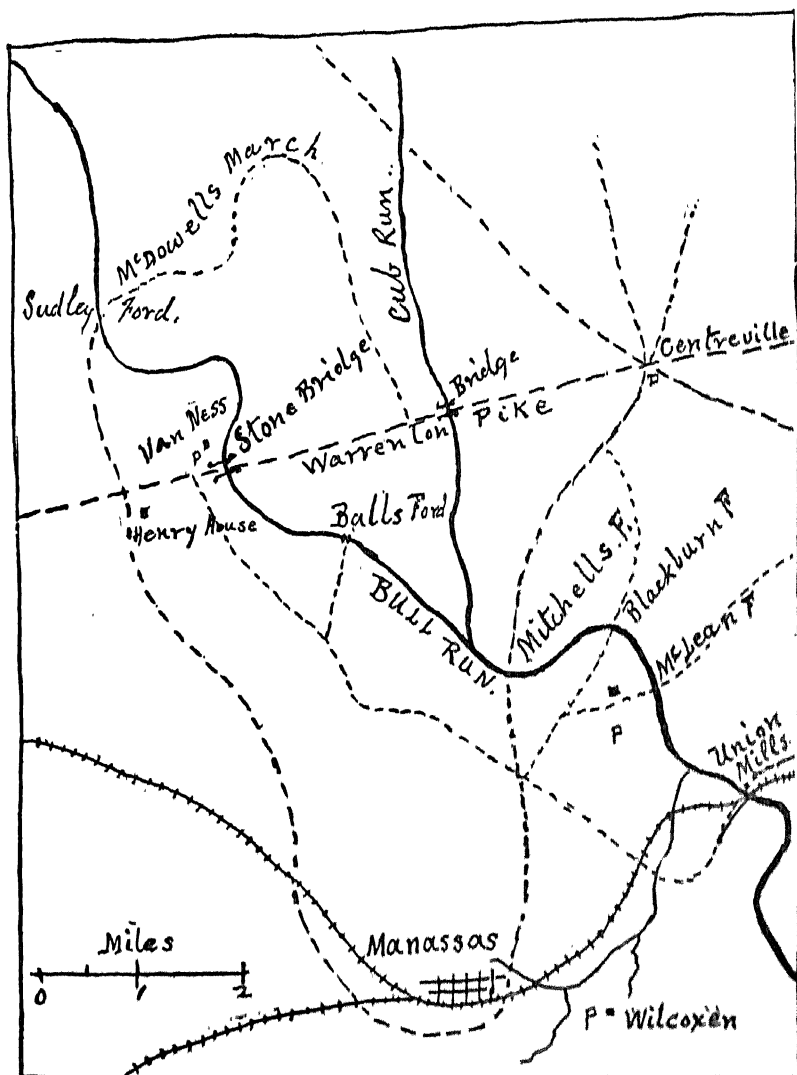 McDowells March
Cub Run.
Sudley Ford.
Centreville
P
Bridge
Van Ness
P
Stone Bridge
Warrenton Pike
Henry House
Balls Ford
BULL RUN.
Mitchells. F.
Blackburn F
McLean F
P
Union
Mills.
Miles
0 1 2
Manassas
P Wilcoxen